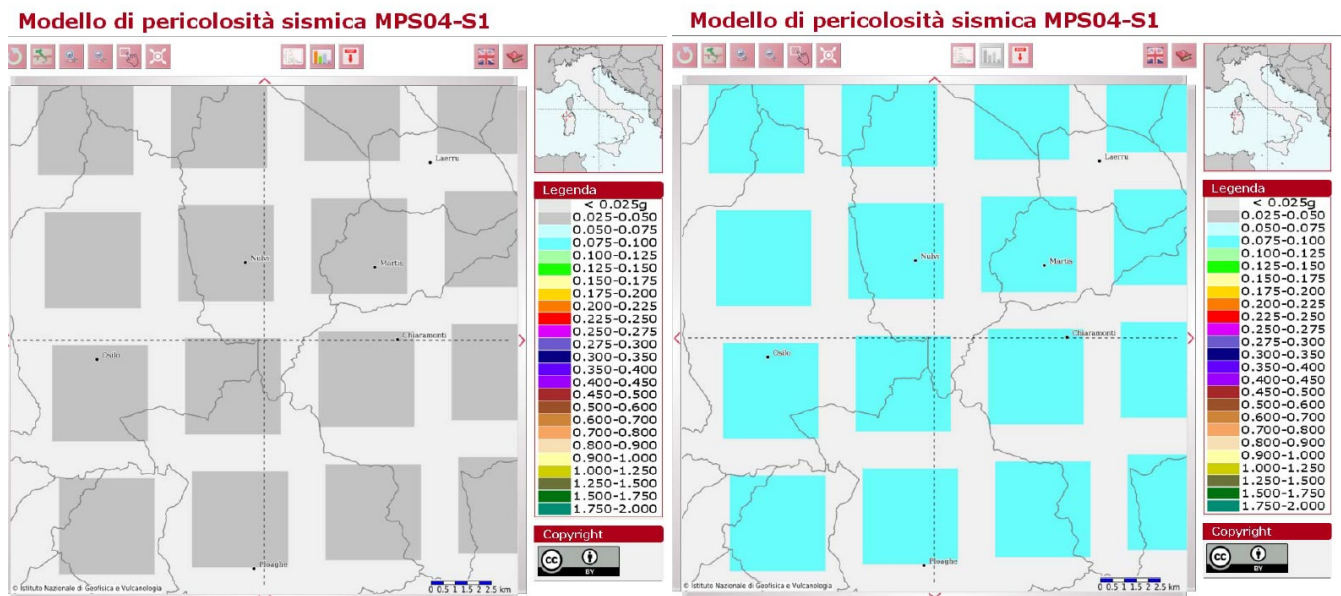 Modello di pericolosità sismica MPS04-S1
Laerru
Nulvi
Martis
Chiaramonti
Osilo
Ploaghe
© Istituto Nazionale di Geofisica e Vulcanologia
0 0.5 1 1.5 2 2.5 km
Legenda
< 0.025g
0.025-0.050
0.050-0.075
0.075-0.100
0.100-0.125
0.125-0.150
0.150-0.175
0.175-0.200
0.200-0.225
0.225-0.250
0.250-0.275
0.275-0.300
0.300-0.350
0.350-0.400
0.400-0.450
0.450-0.500
0.500-0.600
0.600-0.700
0.700-0.800
0.800-0.900
0.900-1.000
1.000-1.250
1.250-1.500
1.500-1.750
1.750-2.000
Copyright
cc
BY
Modello di pericolosità sismica MPS04-S1
Laerru
Nulvi
Martis
Chiaramonti
Osilo
Ploaghe
© Istituto Nazionale di Geofisica e Vulcanologia
0 0.5 1 1.5 2 2.5 km
Legenda
< 0.025g
0.025-0.050
0.050-0.075
0.075-0.100
0.100-0.125
0.125-0.150
0.150-0.175
0.175-0.200
0.200-0.225
0.225-0.250
0.250-0.275
0.275-0.300
0.300-0.350
0.350-0.400
0.400-0.450
0.450-0.500
0.500-0.600
0.600-0.700
0.700-0.800
0.800-0.900
0.900-1.000
1.000-1.250
1.250-1.500
1.500-1.750
1.750-2.000
Copyright
cc
BY